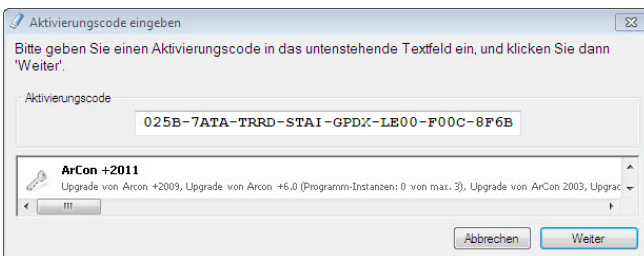 Aktivierungscode eingeben
Bitte geben Sie einen Aktivierungscode in das untenstehende Textfeld ein, und klicken Sie dann
'Weiter'.
Aktivierungscode
025B-7ATA-TRRD-STAI-GPDX-LE00-F00C-8F6B
ArCon +2011
Upgrade von Arcon +2009, Upgrade von Arcon +6.0 (Programm-Instanzen: 0 von max. 3), Upgrade von ArCon 2003, Upgrac
Abbrechen
Weiter